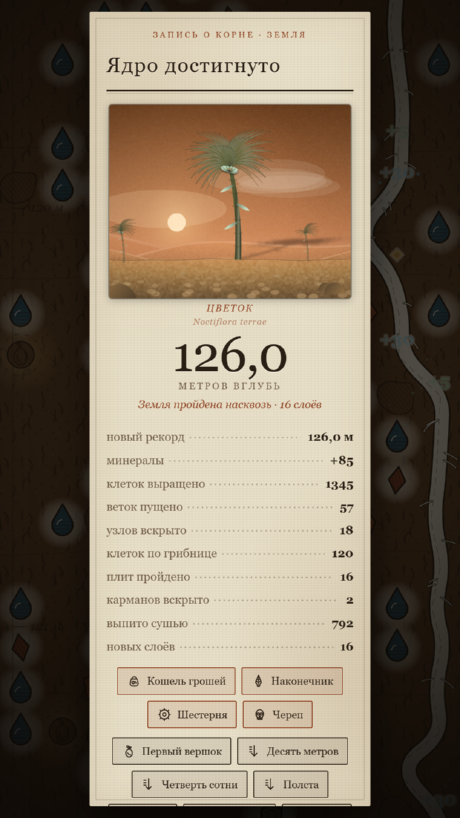 ЗАПИСЬ О КОРНЕ · ЗЕМЛЯ
Ядро достигнуто
ЦВЕТОК
Noctiflora terrae
126,0
МЕТРОВ ВГЛУБЬ
Земля пройдена насквозь · 16 слоёв
новый рекорд 126,0 м
минералы +85
клеток выращено 1345
веток пущено 57
узлов вскрыто 18
клеток по грибнице 120
плит пройдено 16
карманов вскрыто 2
выпито сушью 792
новых слоёв 16
Кошель грошей Наконечник
Шестерня Череп
Первый вершок Десять метров
Четверть сотни Полста